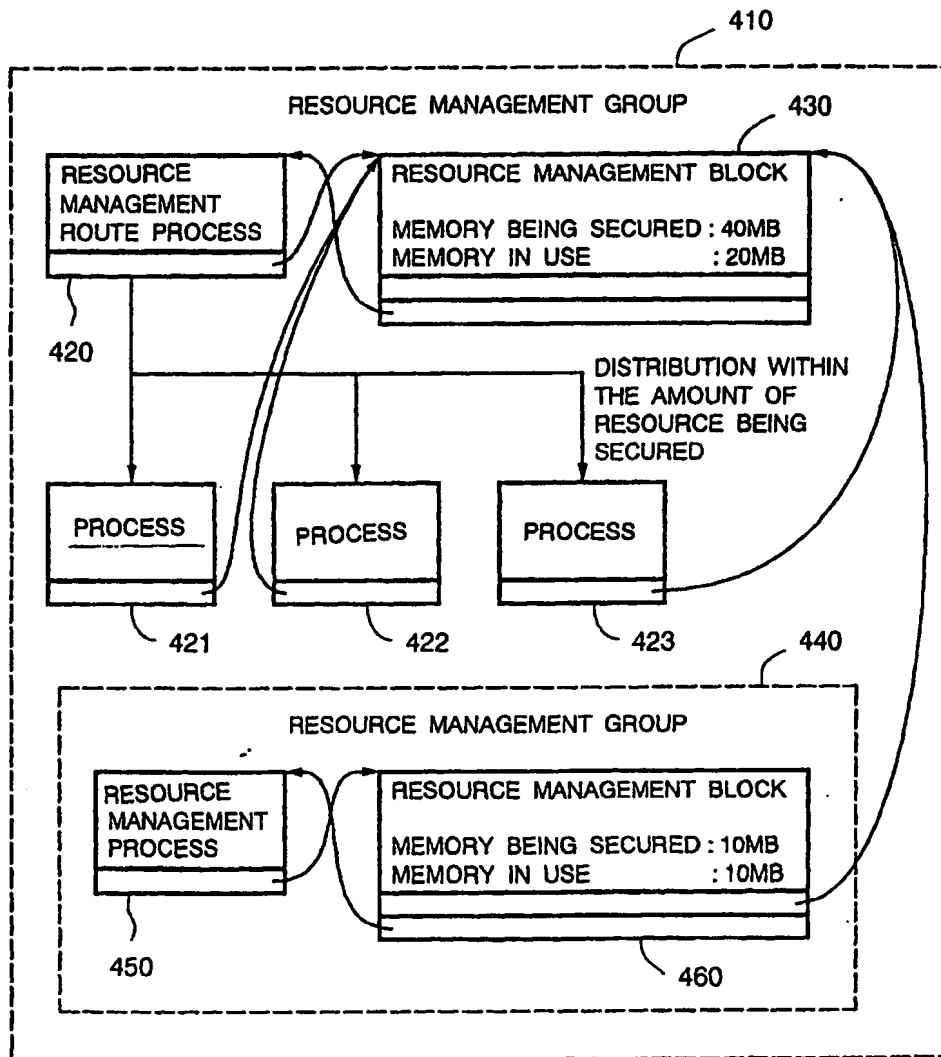 410
RESOURCE MANAGEMENT GROUP
430
RESOURCE
MANAGEMENT
ROUTE PROCESS
420
RESOURCE MANAGEMENT BLOCK
MEMORY BEING SECURED : 40MB
MEMORY IN USE : 20MB
DISTRIBUTION WITHIN
THE AMOUNT OF
RESOURCE BEING
SECURED
PROCESS
421
PROCESS
422
PROCESS
423
440
RESOURCE MANAGEMENT GROUP
RESOURCE
MANAGEMENT
PROCESS
450
RESOURCE MANAGEMENT BLOCK
MEMORY BEING SECURED : 10MB
MEMORY IN USE : 10MB
460